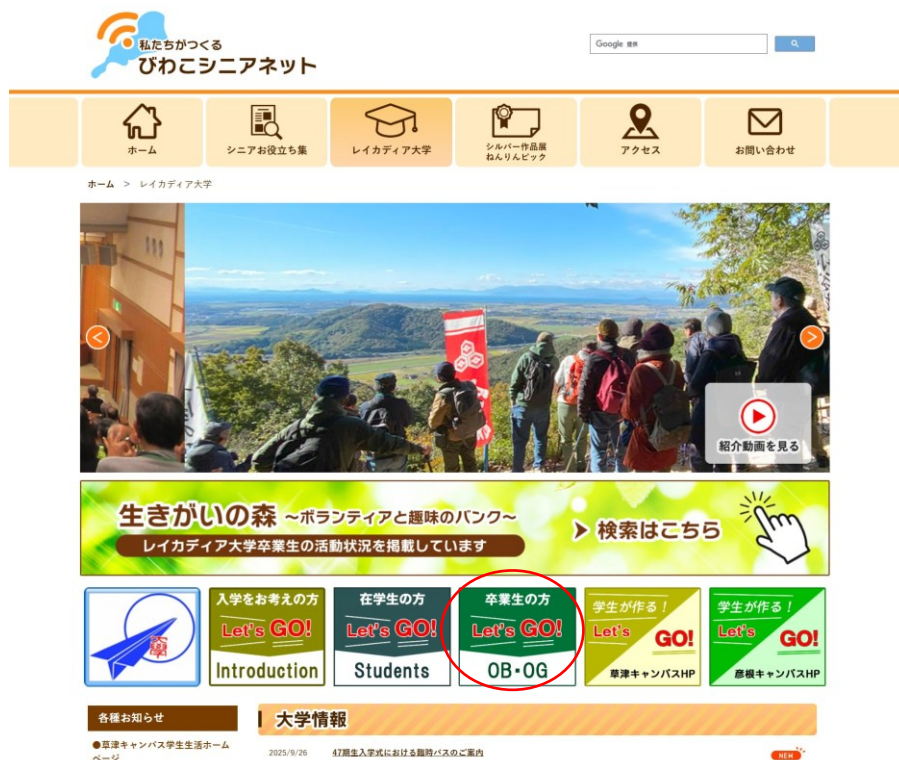 私たちがつくる
びわこシニアネット
Google 提供
ホーム
シニアお役立ち集
レイカディア大学
シルバー作品展
ねんりんピック
アクセス
お問い合わせ
ホーム > レイカディア大学
紹介動画を見る
生きがいの森 ~ボランティアと趣味のバンク~
レイカディア大学卒業生の活動状況を掲載しています
検索はこちら
入学をお考えの方
Let's GO!
Introduction
在学生の方
Let's GO!
Students
卒業生の方
Let's GO!
OB・OG
学生が作る!
Let's GO!
草津キャンパスHP
学生が作る!
Let's GO!
彦根キャンパスHP
各種お知らせ
●草津キャンパス学生生活ホーム
ページ
大学情報
2025/9/26 47期生入学式における臨時バスのご案内
NEW